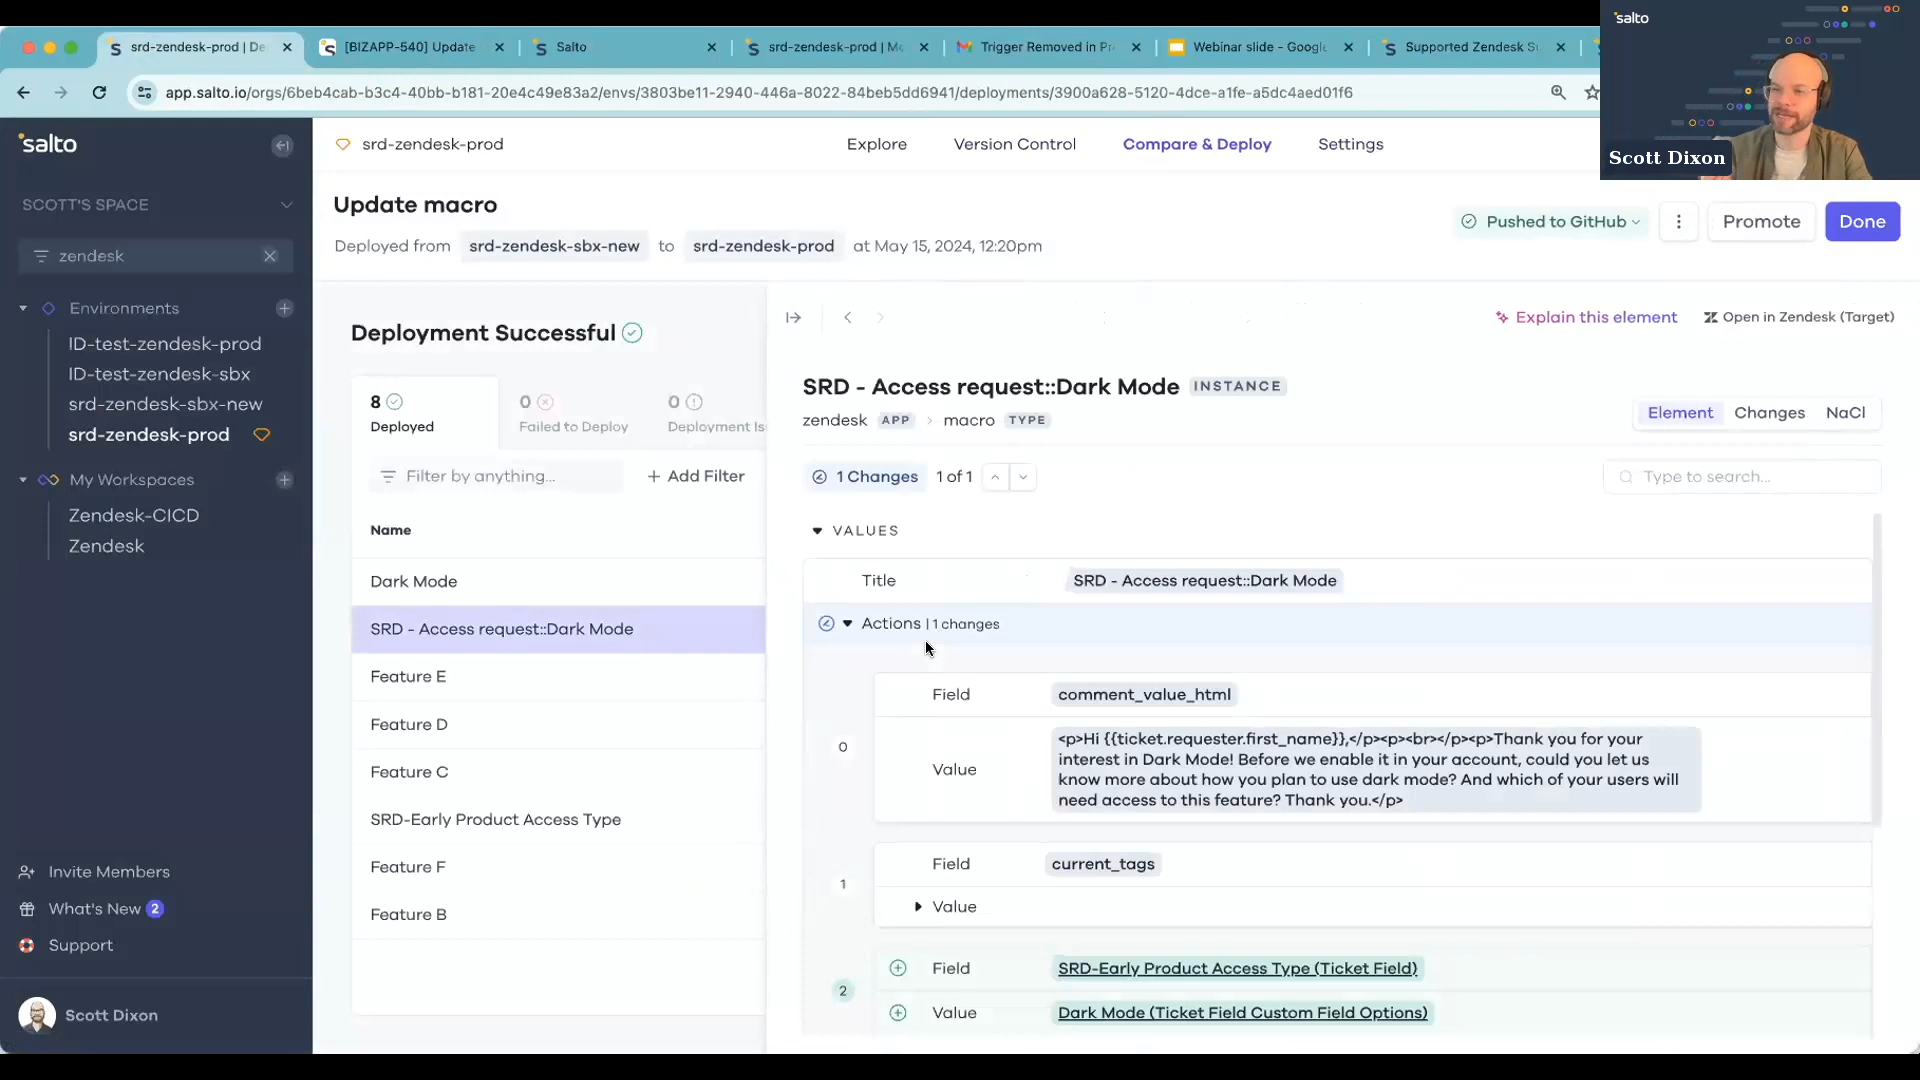 srd-zendesk-prod | De
[BIZAPP-540] Update
Salto
srd-zendesk-prod | Mo
Trigger Removed in Pr
Webinar slide - Google
Supported Zendesk S
salto
app.salto.io/orgs/6beb4cab-b3c4-40bb-b181-20e4c49e83a2/envs/3803be11-2940-446a-8022-84beb5dd6941/deployments/3900a628-5120-4dce-a1fe-a5dc4aed01f6
Scott Dixon
salto
srd-zendesk-prod
Explore
Version Control
Compare & Deploy
Settings
SCOTT'S SPACE
zendesk
Environments
ID-test-zendesk-prod
ID-test-zendesk-sbx
srd-zendesk-sbx-new
srd-zendesk-prod
My Workspaces
Zendesk-CICD
Zendesk
Invite Members
What's New 2
Support
Scott Dixon
Update macro
Deployed from srd-zendesk-sbx-new to srd-zendesk-prod at May 15, 2024, 12:20pm
Pushed to GitHub
Promote
Done
Deployment Successful
8
Deployed
0
Failed to Deploy
0
Deployment Is
Filter by anything...
+ Add Filter
Name
Dark Mode
SRD - Access request::Dark Mode
Feature E
Feature D
Feature C
SRD-Early Product Access Type
Feature F
Feature B
Explain this element
Open in Zendesk (Target)
SRD - Access request::Dark Mode INSTANCE
zendesk APP > macro TYPE
Element
Changes
NaCl
1 Changes
1 of 1
Type to search...
VALUES
Title
SRD - Access request::Dark Mode
Actions | 1 changes
0
Field
comment_value_html
Value
<p>Hi {{ticket.requester.first_name}},</p><p><br></p><p>Thank you for your
interest in Dark Mode! Before we enable it in your account, could you let us
know more about how you plan to use dark mode? And which of your users will
need access to this feature? Thank you.</p>
1
Field
current_tags
Value
2
Field
SRD-Early Product Access Type (Ticket Field)
Value
Dark Mode (Ticket Field Custom Field Options)